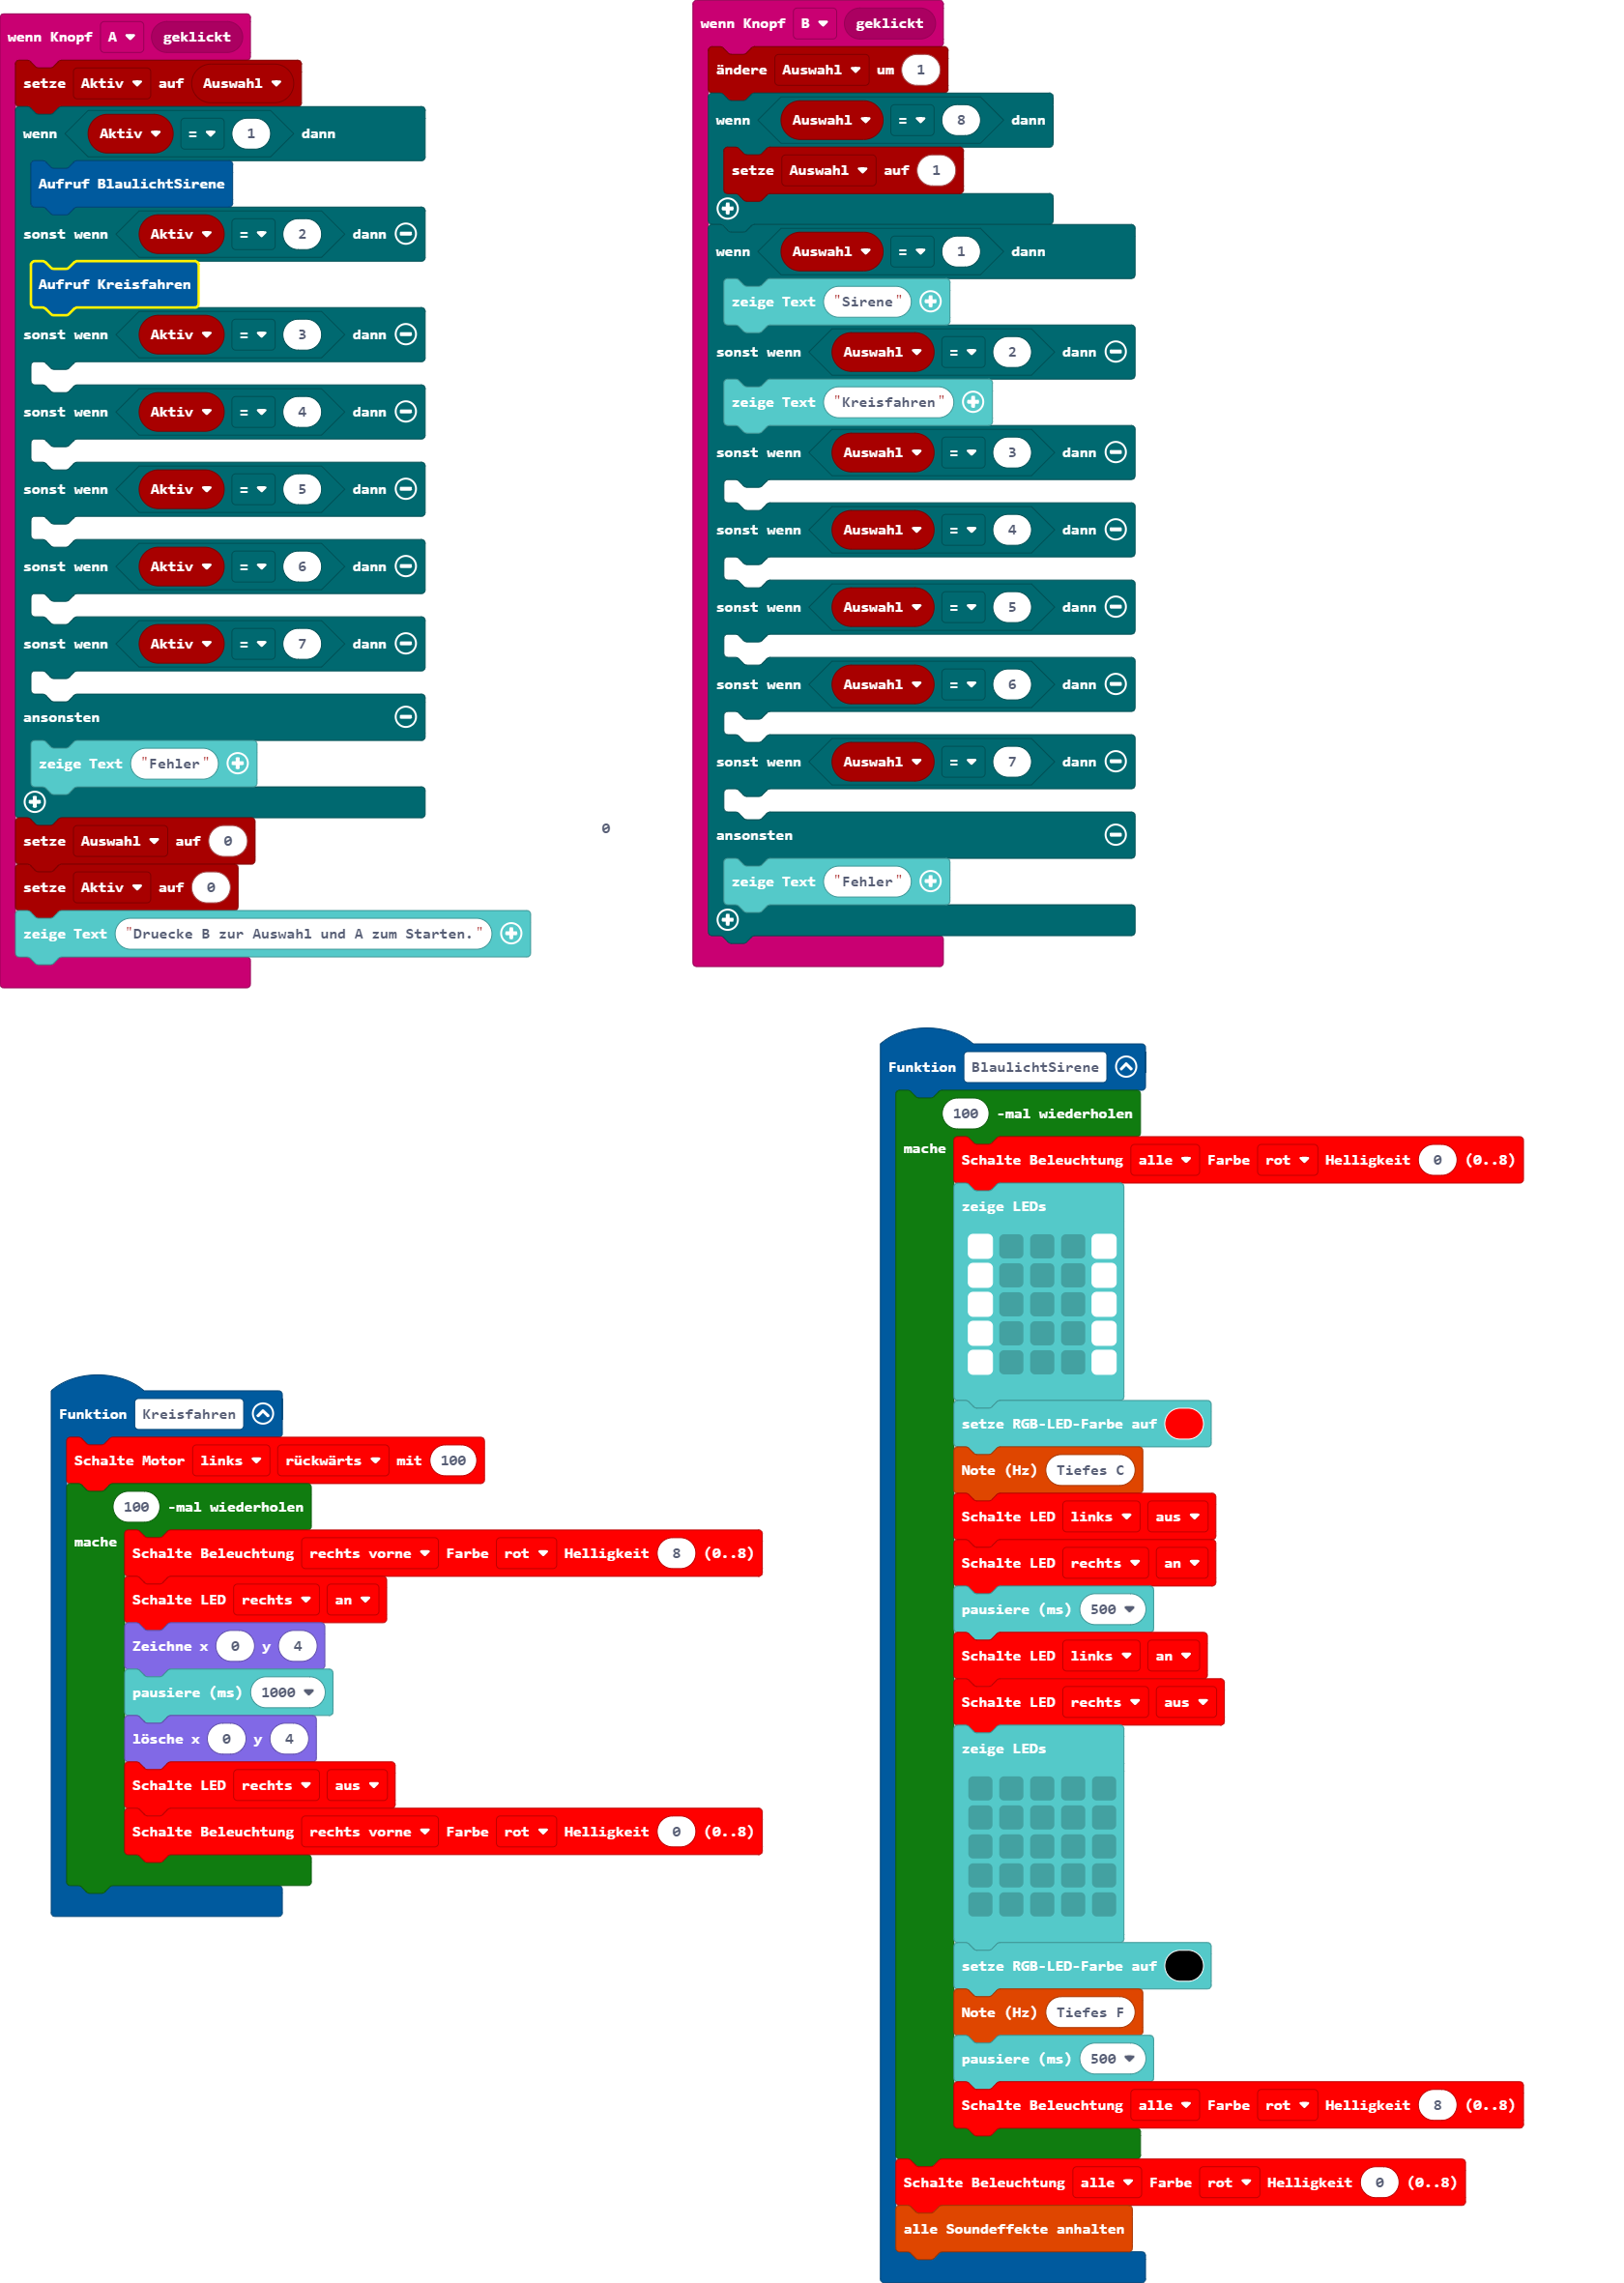 wenn Knopf A geklickt
setze Aktiv auf Auswahl
wenn Aktiv = 1 dann
Aufruf BlaulichtSirene
sonst wenn Aktiv = 2 dann
Aufruf Kreisfahren
sonst wenn Aktiv = 3 dann
sonst wenn Aktiv = 4 dann
sonst wenn Aktiv = 5 dann
sonst wenn Aktiv = 6 dann
sonst wenn Aktiv = 7 dann
ansonsten
zeige Text "Fehler"
setze Auswahl auf 0
setze Aktiv auf 0
zeige Text "Druecke B zur Auswahl und A zum Starten."
0
wenn Knopf B geklickt
ändere Auswahl um 1
wenn Auswahl = 8 dann
setze Auswahl auf 1
wenn Auswahl = 1 dann
zeige Text "Sirene"
sonst wenn Auswahl = 2 dann
zeige Text "Kreisfahren"
sonst wenn Auswahl = 3 dann
sonst wenn Auswahl = 4 dann
sonst wenn Auswahl = 5 dann
sonst wenn Auswahl = 6 dann
sonst wenn Auswahl = 7 dann
ansonsten
zeige Text "Fehler"
Funktion Kreisfahren
Schalte Motor links rückwärts mit 100
100 -mal wiederholen
mache
Schalte Beleuchtung rechts vorne Farbe rot Helligkeit 8 (0..8)
Schalte LED rechts an
Zeichne x 0 y 4
pausiere (ms) 1000
lösche x 0 y 4
Schalte LED rechts aus
Schalte Beleuchtung rechts vorne Farbe rot Helligkeit 0 (0..8)
Funktion BlaulichtSirene
100 -mal wiederholen
mache
Schalte Beleuchtung alle Farbe rot Helligkeit 0 (0..8)
zeige LEDs
setze RGB-LED-Farbe auf
Note (Hz) Tiefes C
Schalte LED links aus
Schalte LED rechts an
pausiere (ms) 500
Schalte LED links an
Schalte LED rechts aus
zeige LEDs
setze RGB-LED-Farbe auf
Note (Hz) Tiefes F
pausiere (ms) 500
Schalte Beleuchtung alle Farbe rot Helligkeit 8 (0..8)
Schalte Beleuchtung alle Farbe rot Helligkeit 0 (0..8)
alle Soundeffekte anhalten